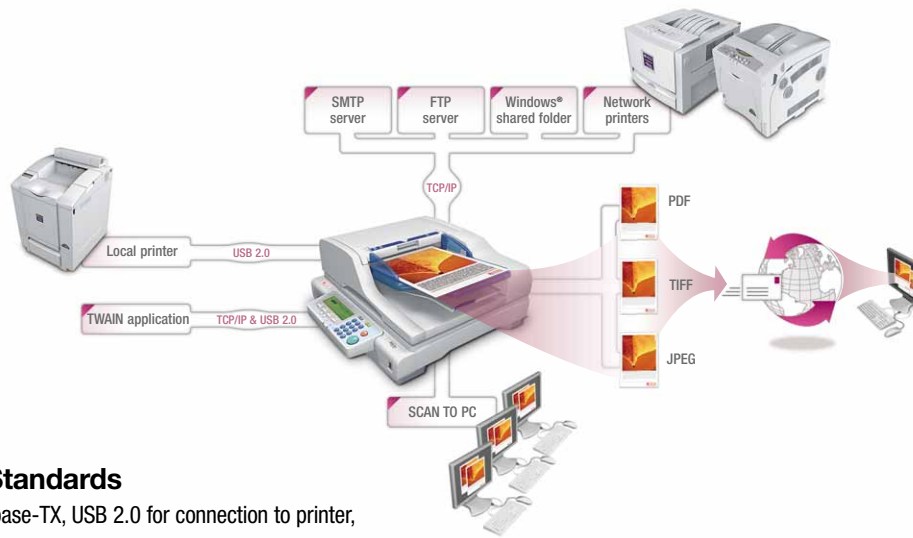 SMTP
server
FTP
server
Windows®
shared folder
Network
printers
TCP/IP
PDF
Local printer
USB 2.0
TIFF
TWAIN application
TCP/IP & USB 2.0
JPEG
SCAN TO PC
Standards
base-TX, USB 2.0 for connection to printer,